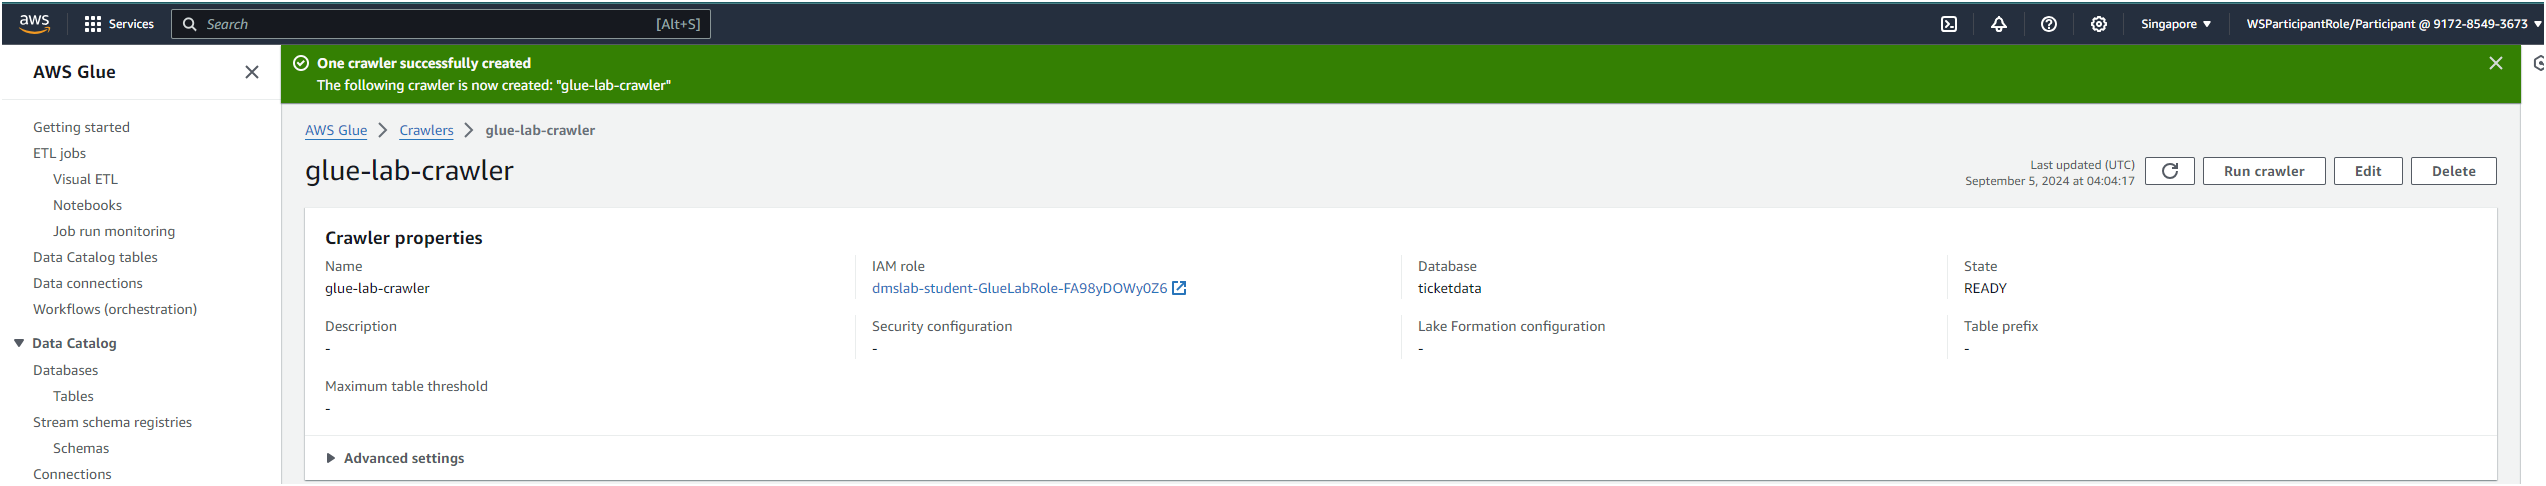 aws
Services
Search
[Alt+S]
Singapore
WSParticipantRole/Participant @ 9172-8549-3673
AWS Glue
Getting started
ETL jobs
Visual ETL
Notebooks
Job run monitoring
Data Catalog tables
Data connections
Workflows (orchestration)
Data Catalog
Databases
Tables
Stream schema registries
Schemas
Connections
One crawler successfully created
The following crawler is now created: "glue-lab-crawler"
AWS Glue
Crawlers
glue-lab-crawler
glue-lab-crawler
Last updated (UTC)
September 5, 2024 at 04:04:17
Run crawler
Edit
Delete
Crawler properties
Name
glue-lab-crawler
IAM role
dmslab-student-GlueLabRole-FA98yDOWy0Z6
Database
ticketdata
State
READY
Description
-
Security configuration
-
Lake Formation configuration
-
Table prefix
-
Maximum table threshold
-
Advanced settings